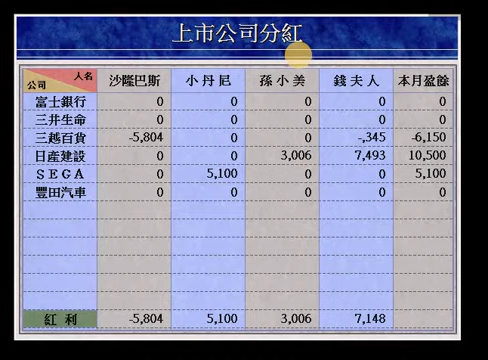 上市公司分紅
人名
公司 沙隆巴斯 小丹尼 孫小美 錢夫人 本月盈餘
富士銀行 0 0 0 0 0
三井生命 0 0 0 0 0
三越百貨 -5,804 0 0 -,345 -6,150
日產建設 0 0 3,006 7,493 10,500
SEGA 0 5,100 0 0 5,100
豐田汽車 0 0 0 0 0
紅利 -5,804 5,100 3,006 7,148